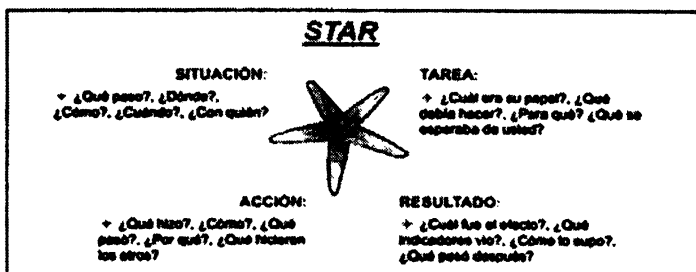 STAR
SITUACIÓN:
+ ¿Qué paso?, ¿Dónde?,
¿Cómo?, ¿Cuándo?, ¿Con quién?
TAREA:
+ ¿Cuál era su papel?, ¿Qué
debía hacer?, ¿Para qué? ¿Qué se
esperaba de usted?
ACCIÓN:
+ ¿Qué hizo?, ¿Cómo?, ¿Qué
pasó?, ¿Por qué?, ¿Qué hicieron
los otros?
RESULTADO:
+ ¿Cuál fue el efecto?, ¿Qué
indicadores vio?, ¿Cómo lo supo?,
¿Qué pasó después?